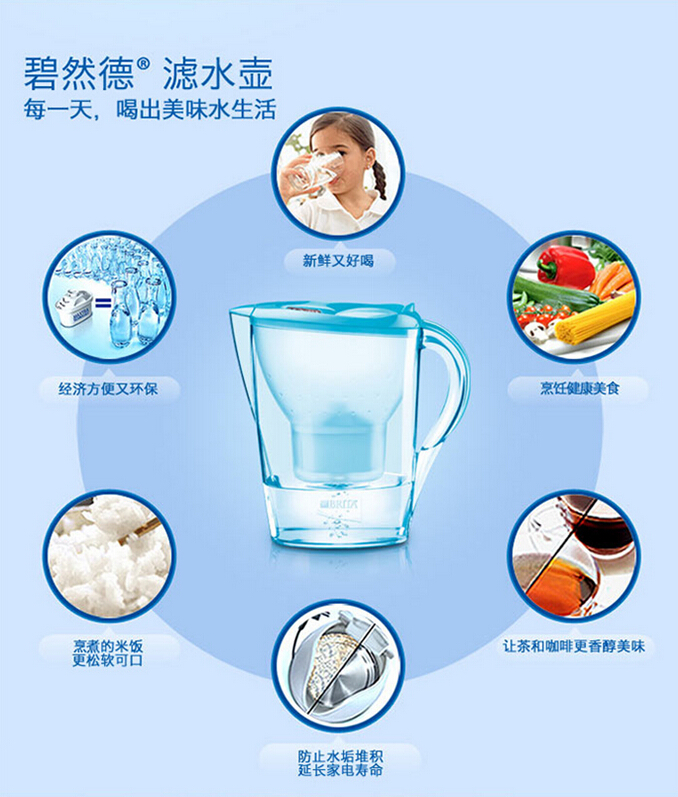 碧然德® 滤水壶
每一天，喝出美味水生活
新鲜又好喝
经济方便又环保
烹饪健康美食
BRITA
烹煮的米饭
更松软可口
让茶和咖啡更香醇美味
防止水垢堆积
延长家电寿命